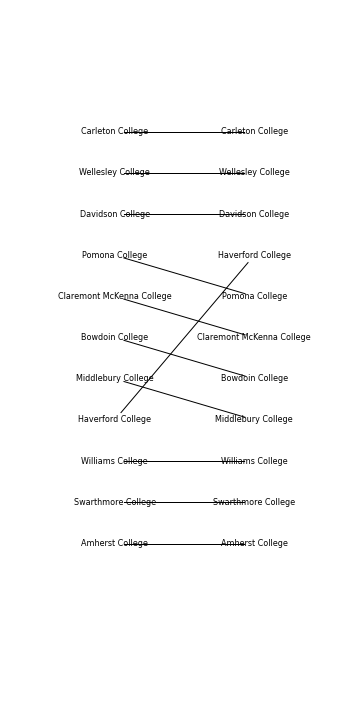 Carleton College Carleton College
Wellesley College Wellesley College
Davidson College Davidson College
Pomona College Haverford College
Claremont McKenna College Pomona College
Bowdoin College Claremont McKenna College
Middlebury College Bowdoin College
Haverford College Middlebury College
Williams College Williams College
Swarthmore College Swarthmore College
Amherst College Amherst College